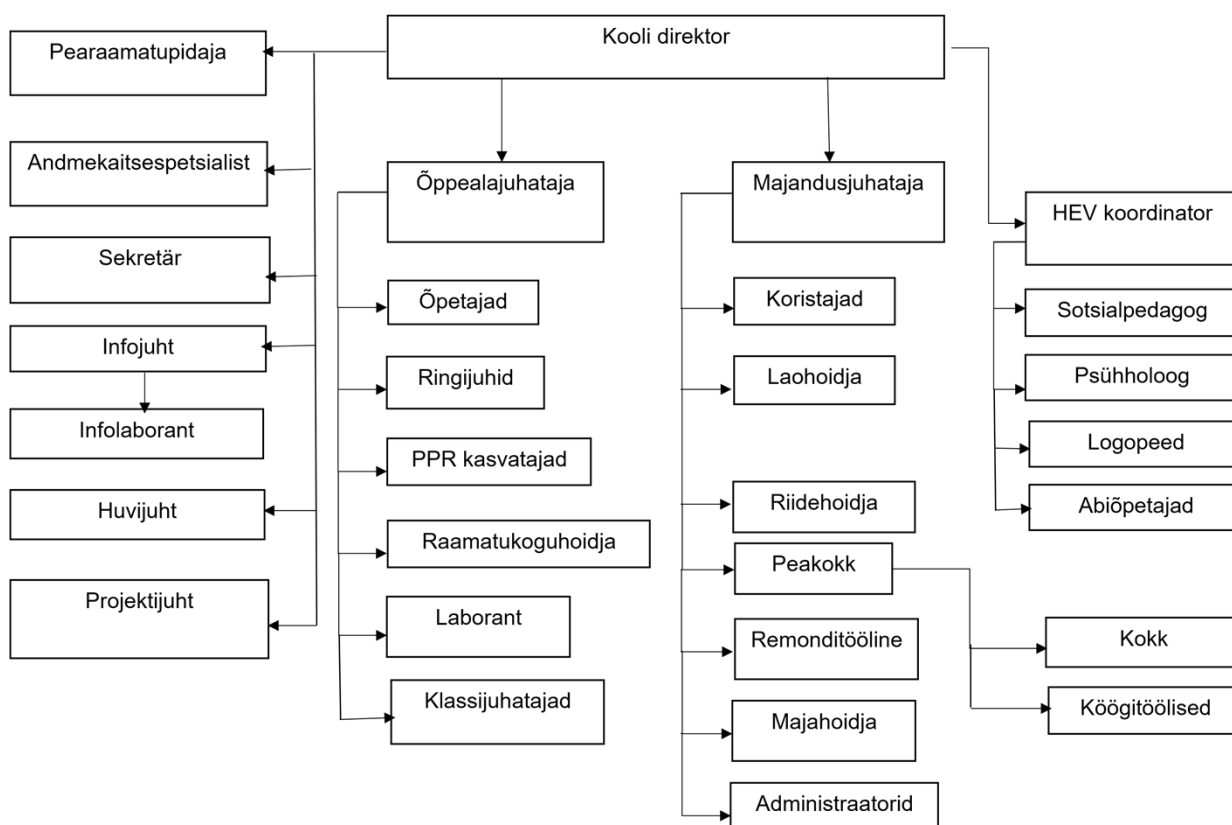 Kooli direktor
Pearaamatupidaja
Andmekaitsespetsialist
Sekretär
Infojuht
Infolaborant
Huvijuht
Projektijuht
Õppealajuhataja
Õpetajad
Ringijuhid
PPR kasvatajad
Raamatukoguhoidja
Laborant
Klassijuhatajad
Majandusjuhataja
Koristajad
Laohoidja
Riidehoidja
Peakokk
Remonditööline
Majahoidja
Administraatorid
HEV koordinator
Sotsialpedagog
Psühholoog
Logopeed
Abiõpetajad
Kokk
Köögitöölised